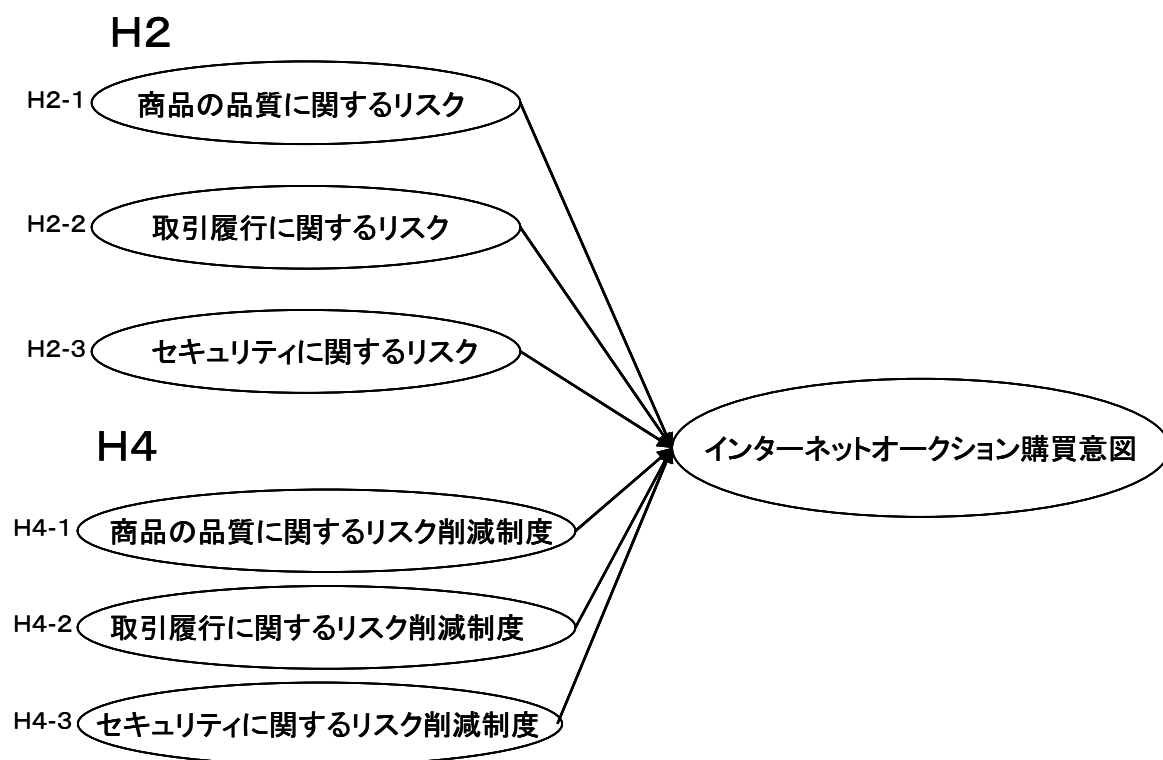 H2
H2-1 商品の品質に関するリスク
H2-2 取引履行に関するリスク
H2-3 セキュリティに関するリスク
H4
インターネットオークション購買意図
H4-1 商品の品質に関するリスク削減制度
H4-2 取引履行に関するリスク削減制度
H4-3 セキュリティに関するリスク削減制度